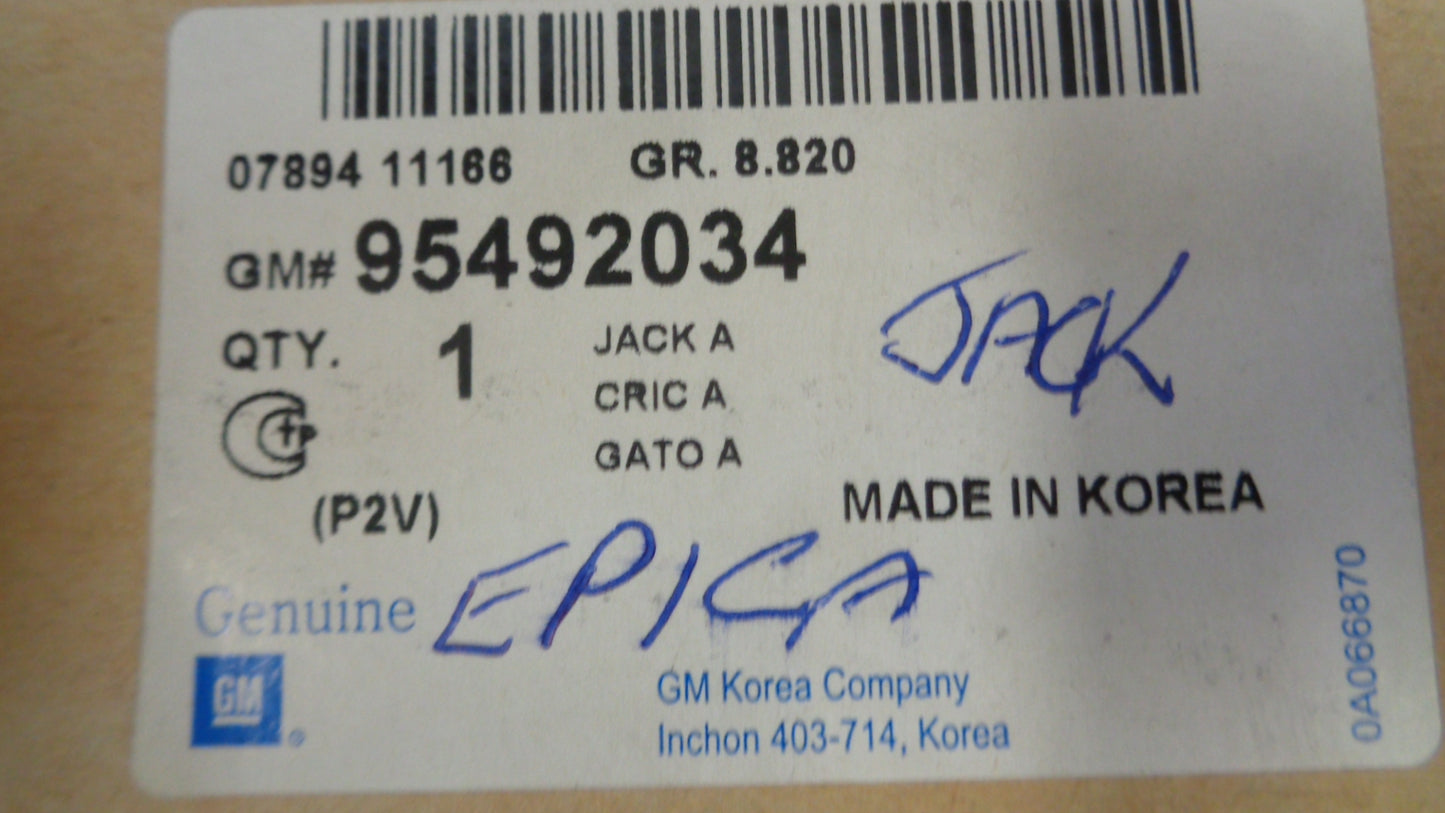 07894 11166 GR. 8.820
GM# 95492034
QTY. 1 JACK A
CRIC A
GATO A
JACK
(P2V)
MADE IN KOREA
EPICA
Genuine
GM
GM Korea Company
Inchon 403-714, Korea
0A066870